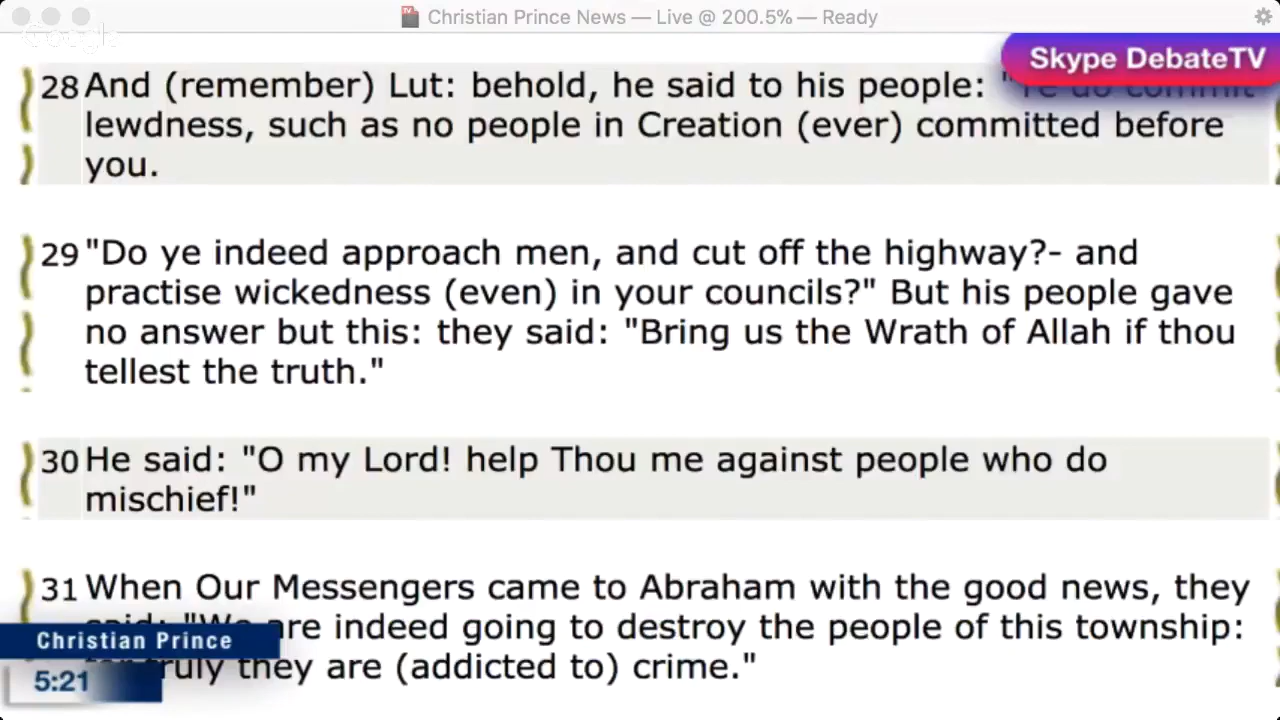 Christian Prince News — Live @ 200.5% — Ready
Google
Skype DebateTV
28 And (remember) Lut: behold, he said to his people: "Ye do commit
lewdness, such as no people in Creation (ever) committed before
you.
29 "Do ye indeed approach men, and cut off the highway?- and
practise wickedness (even) in your councils?" But his people gave
no answer but this: they said: "Bring us the Wrath of Allah if thou
tellest the truth."
30 He said: "O my Lord! help Thou me against people who do
mischief!"
31 When Our Messengers came to Abraham with the good news, they
said: "We are indeed going to destroy the people of this township:
truly they are (addicted to) crime."
Christian Prince
5:21